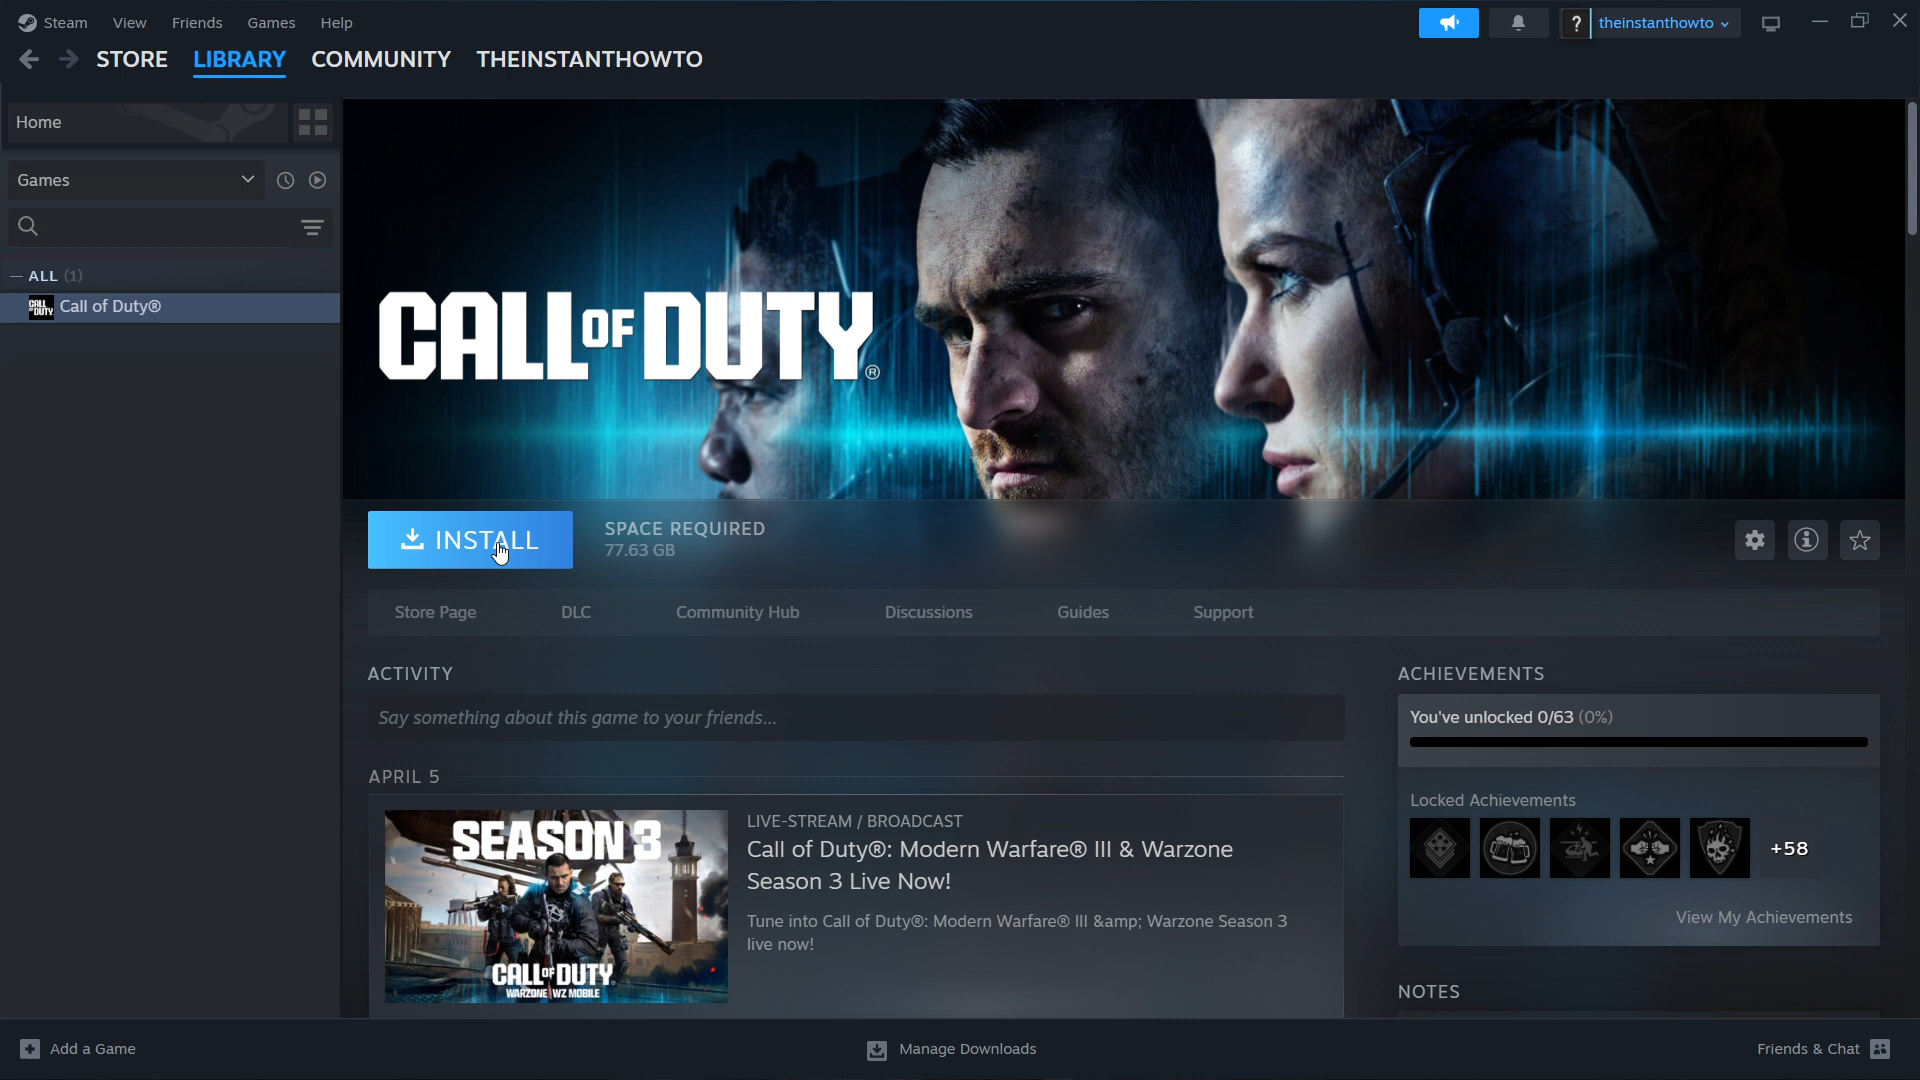 Steam View Friends Games Help
? theinstanthowto
STORE LIBRARY COMMUNITY THEINSTANTHOWTO
Home
Games
— ALL (1)
CALL OF DUTY Call of Duty®
CALL OF DUTY®
INSTALL
SPACE REQUIRED
77.63 GB
Store Page DLC Community Hub Discussions Guides Support
ACTIVITY
Say something about this game to your friends...
APRIL 5
SEASON 3
CALL OF DUTY
WARZONE WZ MOBILE
LIVE-STREAM / BROADCAST
Call of Duty®: Modern Warfare® III & Warzone
Season 3 Live Now!
Tune into Call of Duty®: Modern Warfare® III &amp; Warzone Season 3
live now!
ACHIEVEMENTS
You've unlocked 0/63 (0%)
Locked Achievements
+58
View My Achievements
NOTES
Add a Game
Manage Downloads
Friends & Chat